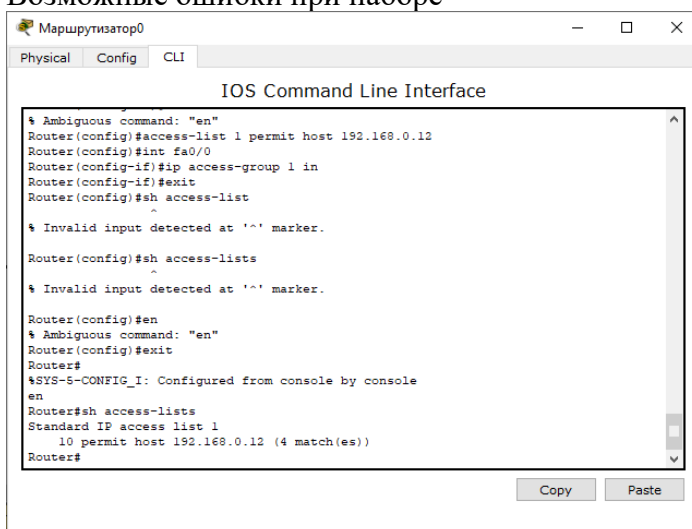 Возможные ошибки при наборе
Маршрутизатор0
Physical Config CLI
IOS Command Line Interface
% Ambiguous command: "en"
Router(config)#access-list 1 permit host 192.168.0.12
Router(config)#int fa0/0
Router(config-if)#ip access-group 1 in
Router(config-if)#exit
Router(config)#sh access-list
^
% Invalid input detected at '^' marker.
Router(config)#sh access-lists
^
% Invalid input detected at '^' marker.
Router(config)#en
% Ambiguous command: "en"
Router(config)#exit
Router#
%SYS-5-CONFIG_I: Configured from console by console
en
Router#sh access-lists
Standard IP access list 1
10 permit host 192.168.0.12 (4 match(es))
Router#
Copy Paste